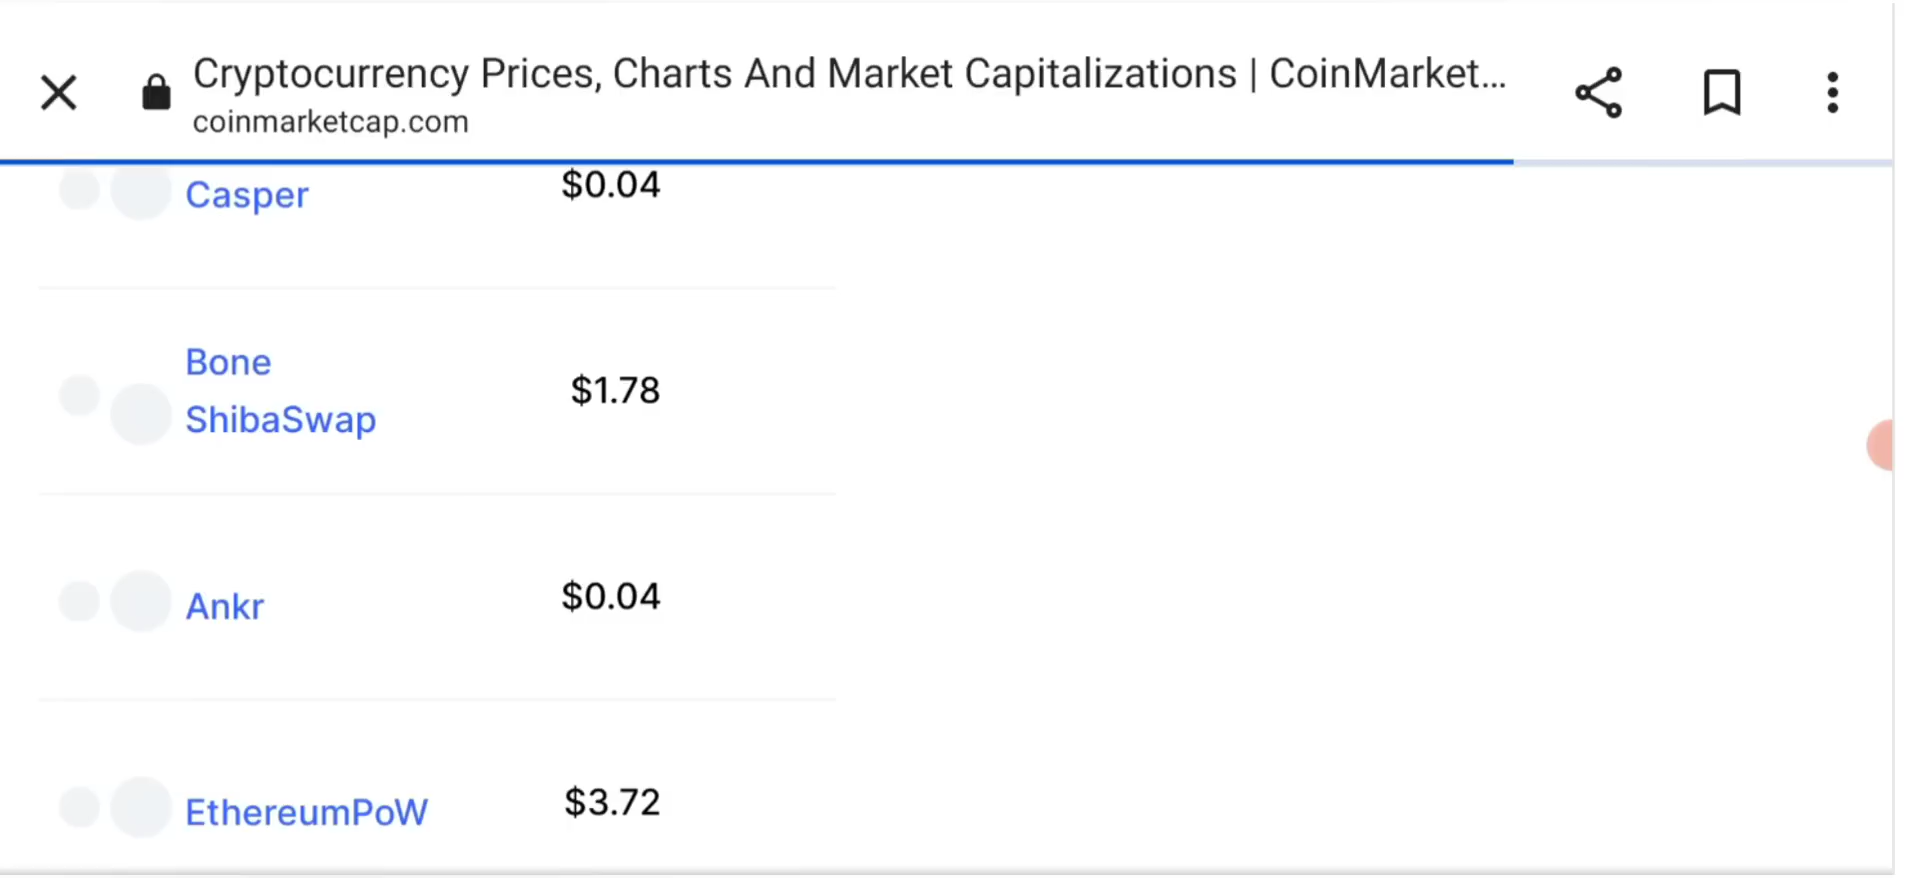 Cryptocurrency Prices, Charts And Market Capitalizations | CoinMarket...
coinmarketcap.com
Casper $0.04
Bone
ShibaSwap $1.78
Ankr $0.04
EthereumPoW $3.72